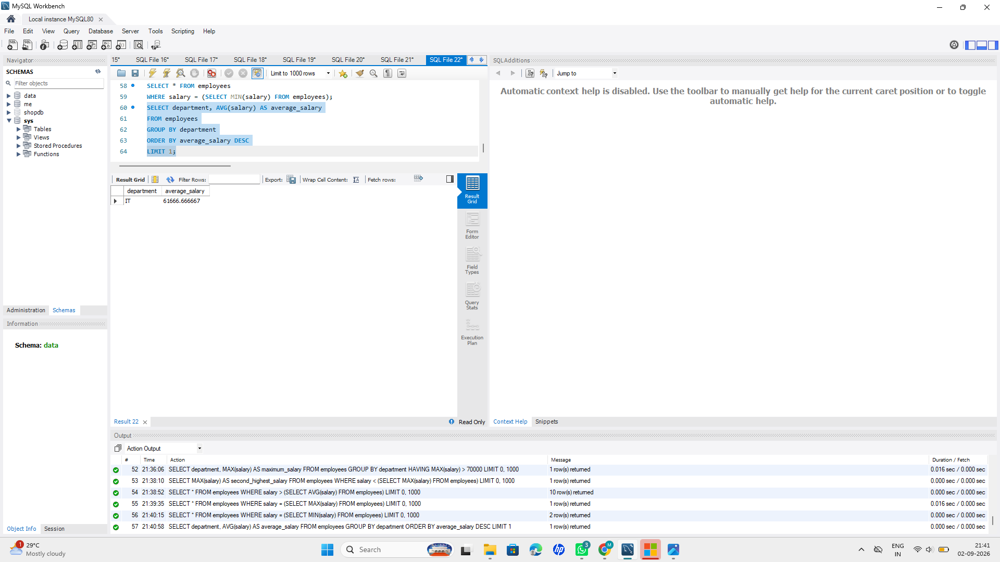 MySQL Workbench
Local instance MySQL80
File Edit View Query Database Server Tools Scripting Help
Navigator
SCHEMAS
Filter objects
data
me
shopdb
sys
Tables
Views
Stored Procedures
Functions
Administration Schemas
Information
Schema: data
Object Info Session
15* SQL File 16* SQL File 17* SQL File 18* SQL File 19* SQL File 20* SQL File 21* SQL File 22*
Limit to 1000 rows
58 SELECT * FROM employees
59 WHERE salary = (SELECT MIN(salary) FROM employees);
60 SELECT department, AVG(salary) AS average_salary
61 FROM employees
62 GROUP BY department
63 ORDER BY average_salary DESC
64 LIMIT 1;
Result Grid Filter Rows: Export: Wrap Cell Content: Fetch rows:
department average_salary
IT 61666.666667
Result Grid
Form Editor
Field Types
Query Stats
Execution Plan
Result 22 Read Only
SQLAdditions
Jump to
Automatic context help is disabled. Use the toolbar to manually get help for the current caret position or to toggle
automatic help.
Context Help Snippets
Output
Action Output
# Time Action Message Duration / Fetch
52 21:36:06 SELECT department, MAX(salary) AS maximum_salary FROM employees GROUP BY department HAVING MAX(salary) > 70000 LIMIT 0, 1000 1 row(s) returned 0.016 sec / 0.000 sec
53 21:38:10 SELECT MAX(salary) AS second_highest_salary FROM employees WHERE salary < (SELECT MAX(salary) FROM employees) LIMIT 0, 1000 1 row(s) returned 0.000 sec / 0.000 sec
54 21:38:52 SELECT * FROM employees WHERE salary > (SELECT AVG(salary) FROM employees) LIMIT 0, 1000 10 row(s) returned 0.000 sec / 0.000 sec
55 21:39:35 SELECT * FROM employees WHERE salary = (SELECT MAX(salary) FROM employees) LIMIT 0, 1000 1 row(s) returned 0.016 sec / 0.000 sec
56 21:40:15 SELECT * FROM employees WHERE salary = (SELECT MIN(salary) FROM employees) LIMIT 0, 1000 2 row(s) returned 0.000 sec / 0.000 sec
57 21:40:58 SELECT department, AVG(salary) AS average_salary FROM employees GROUP BY department ORDER BY average_salary DESC LIMIT 1 1 row(s) returned 0.000 sec / 0.000 sec
1
29°C
Mostly cloudy
Search
hp
3
M
ENG
IN
21:41
02-09-2026